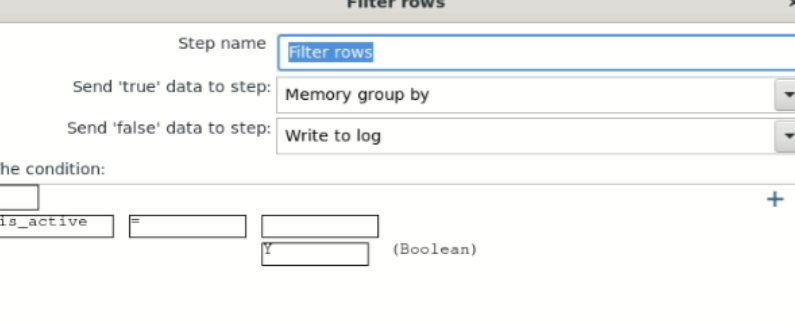 Filter rows
Step name Filter rows
Send 'true' data to step: Memory group by
Send 'false' data to step: Write to log
he condition:
+
is_active = 
Y (Boolean)